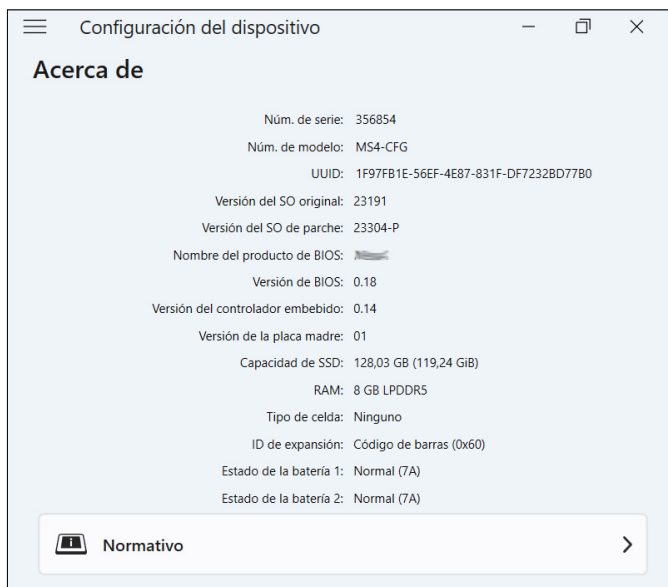 Configuración del dispositivo
Acerca de
Núm. de serie: 356854
Núm. de modelo: MS4-CFG
UUID: 1F97FB1E-56EF-4E87-831F-DF7232BD77B0
Versión del SO original: 23191
Versión del SO de parche: 23304-P
Nombre del producto de BIOS:
Versión de BIOS: 0.18
Versión del controlador embebido: 0.14
Versión de la placa madre: 01
Capacidad de SSD: 128,03 GB (119,24 GiB)
RAM: 8 GB LPDDR5
Tipo de celda: Ninguno
ID de expansión: Código de barras (0x60)
Estado de la batería 1: Normal (7A)
Estado de la batería 2: Normal (7A)
Normativo